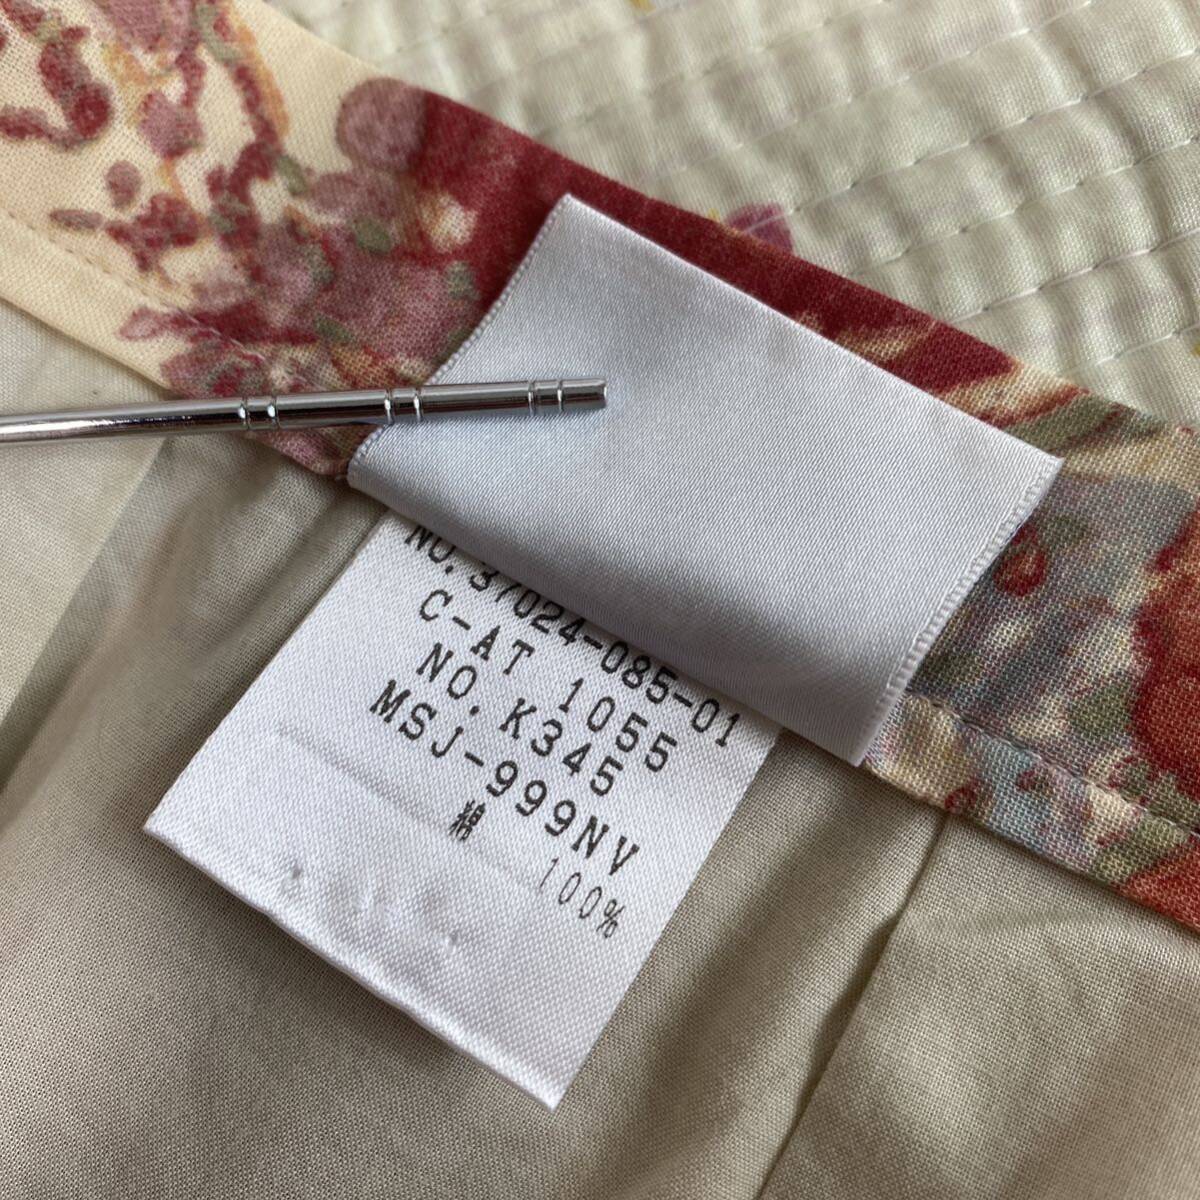 NO.37024-085-01
C-AT 1055
NO.K345
MSJ-999NV
綿 100%